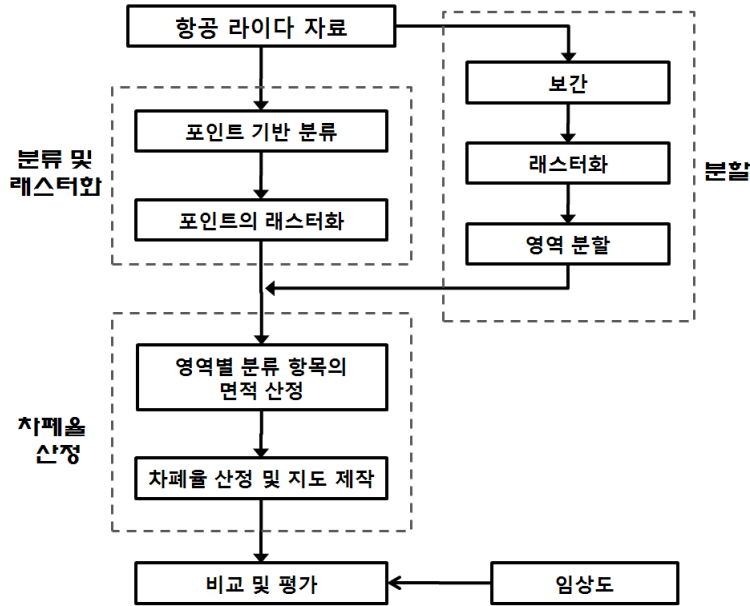 항공 라이다 자료
분류 및
래스터화
포인트 기반 분류
포인트의 래스터화
보간
래스터화
영역 분할
분할
차폐율
산정
영역별 분류 항목의
면적 산정
차폐율 산정 및 지도 제작
비교 및 평가
임상도